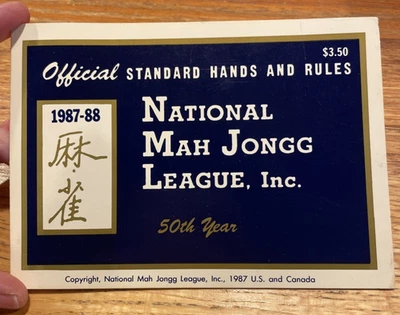 $3.50
Official STANDARD HANDS AND RULES
1987-88
麻
雀
NATIONAL
MAH JONGG
LEAGUE, Inc.
50th Year
Copyright, National Mah Jongg League, Inc., 1987 U.S. and Canada